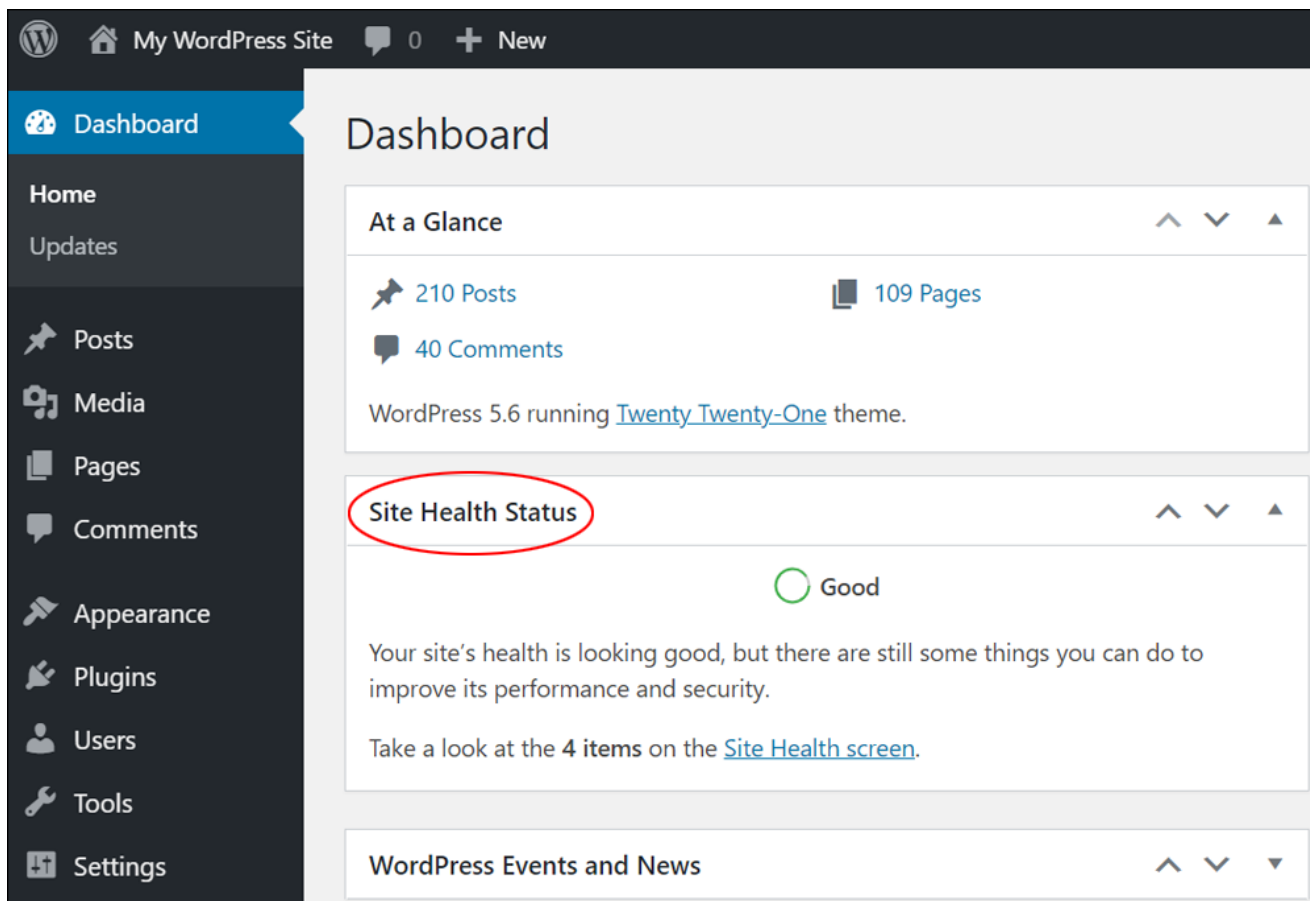 My WordPress Site 0 New
Dashboard
Home
Updates
Posts
Media
Pages
Comments
Appearance
Plugins
Users
Tools
Settings
Dashboard
At a Glance
210 Posts
109 Pages
40 Comments
WordPress 5.6 running Twenty Twenty-One theme.
Site Health Status
Good
Your site’s health is looking good, but there are still some things you can do to
improve its performance and security.
Take a look at the 4 items on the Site Health screen.
WordPress Events and News